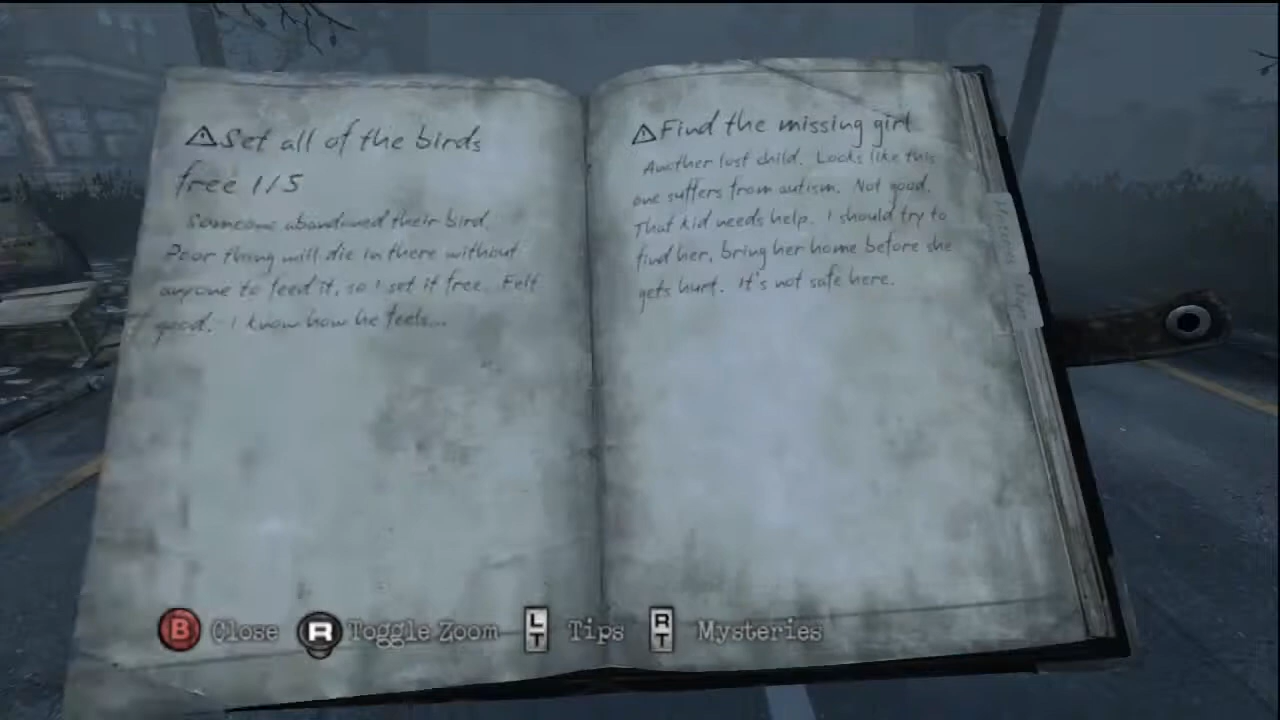 Set all of the birds
free 1/5
Someone abandoned their bird.
Poor thing will die in there without
anyone to feed it, so I set it free. Felt
good. I know how he feels...
Find the missing girl
Another lost child. Looks like this
one suffers from autism. Not good.
That kid needs help. I should try to
find her, bring her home before she
gets hurt. It's not safe here.
B Close R Toggle Zoom LT Tips RT Mysteries